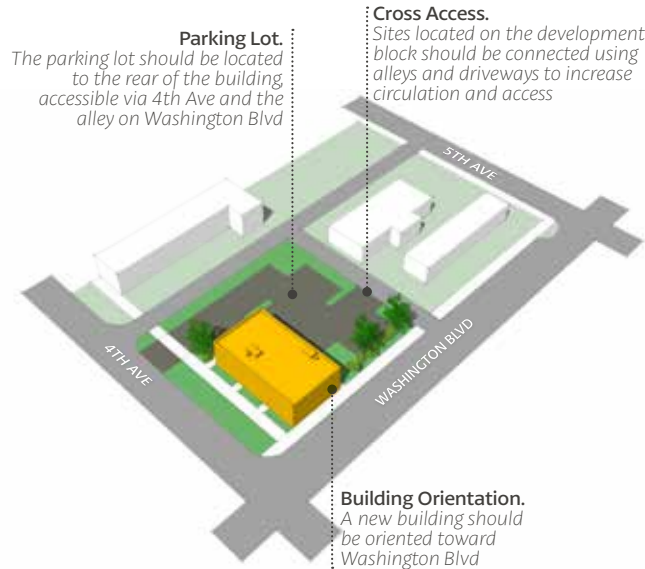 Parking Lot.
The parking lot should be located
to the rear of the building,
accessible via 4th Ave and the
alley on Washington Blvd
Cross Access.
Sites located on the development
block should be connected using
alleys and driveways to increase
circulation and access
5TH AVE
4TH AVE
WASHINGTON BLVD
Building Orientation.
A new building should
be oriented toward
Washington Blvd